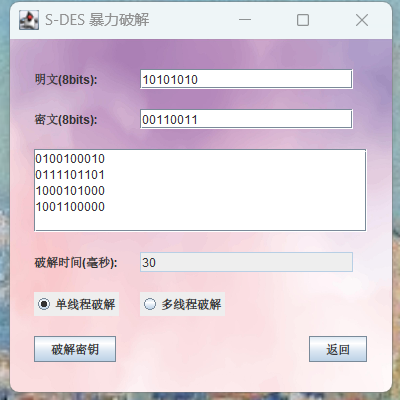 S-DES 暴力破解
明文(8bits): 10101010
密文(8bits): 00110011
0100100010
0111101101
1000101000
1001100000
破解时间(毫秒): 30
单线程破解 多线程破解
破解密钥 返回